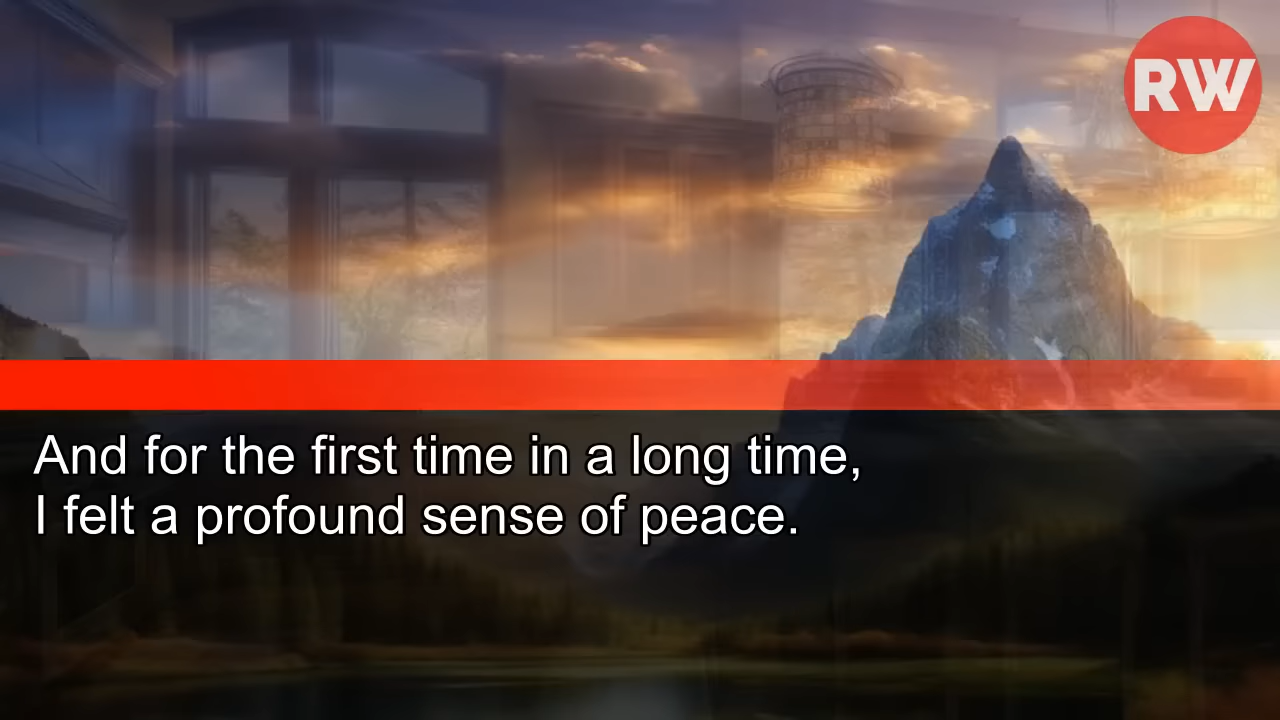 RW
And for the first time in a long time,
I felt a profound sense of peace.